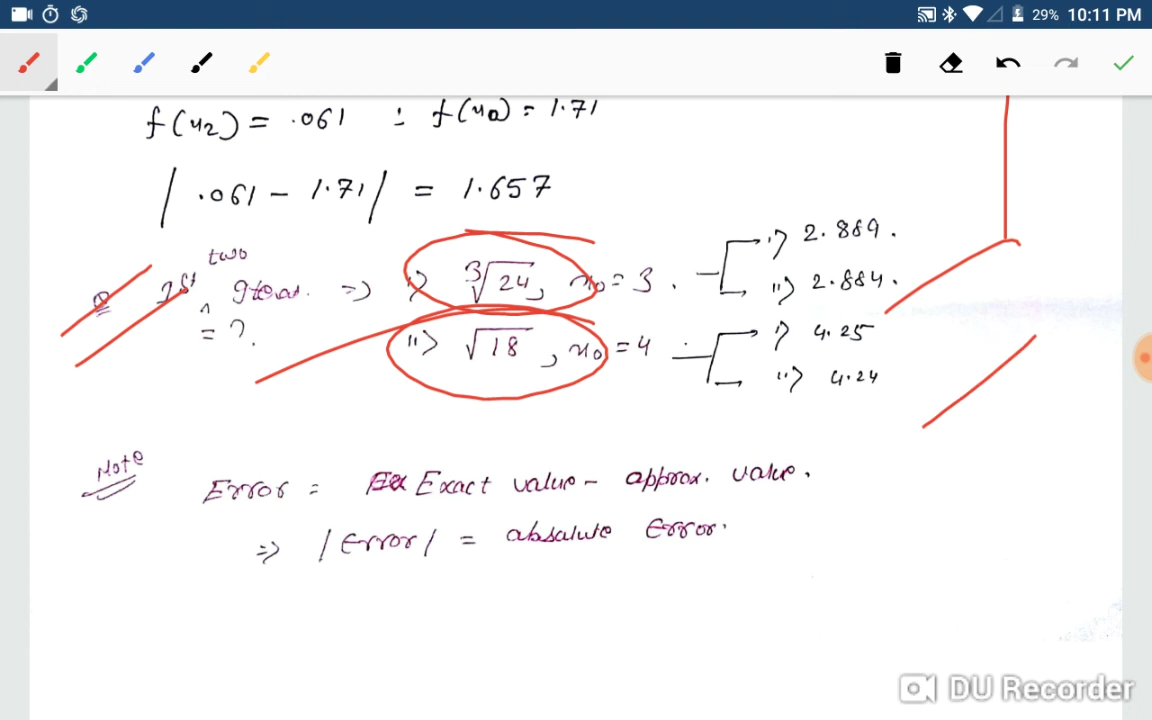 29% 10:11 PM
f(x₂) = .061 ; f(x₀) = 1.71
| .061 - 1.71 | = 1.657
Q 1st two gtear. => i) ∛24, x₀ = 3. i) 2.889.
ii) 2.884.
= ?. ii) √18, x₀ = 4 i) 4.25
ii) 4.24
Note
Error = Exact value - approx. value.
=> | Error | = absalute Error.
DU Recorder